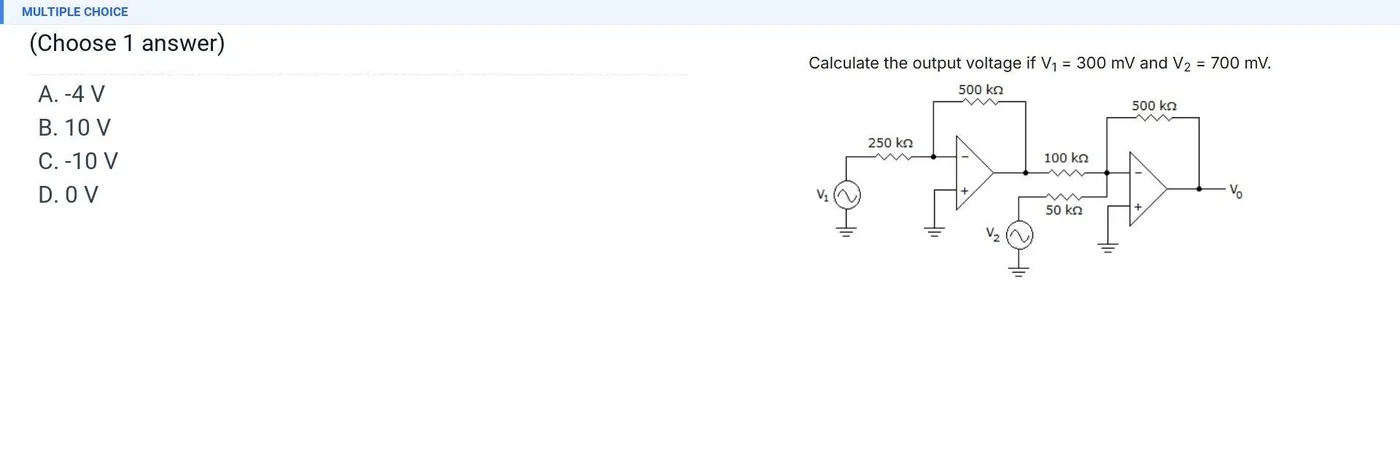 MULTIPLE CHOICE
(Choose 1 answer)
A. -4 V
B. 10 V
C. -10 V
D. 0 V
Calculate the output voltage if V₁ = 300 mV and V₂ = 700 mV.
500 kΩ
500 kΩ
250 kΩ
100 kΩ
V₁
50 kΩ
V₀
V₂